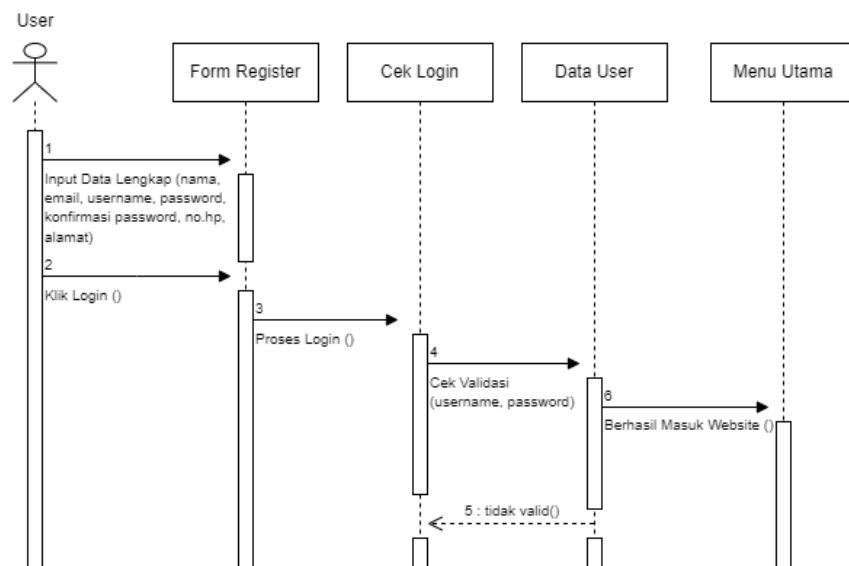 User
Form Register
Cek Login
Data User
Menu Utama
1
Input Data Lengkap (nama,
email, username, password,
konfirmasi password, no.hp,
alamat)
2
Klik Login ()
3
Proses Login ()
4
Cek Validasi
(username, password)
6
Berhasil Masuk Website ()
5 : tidak valid()